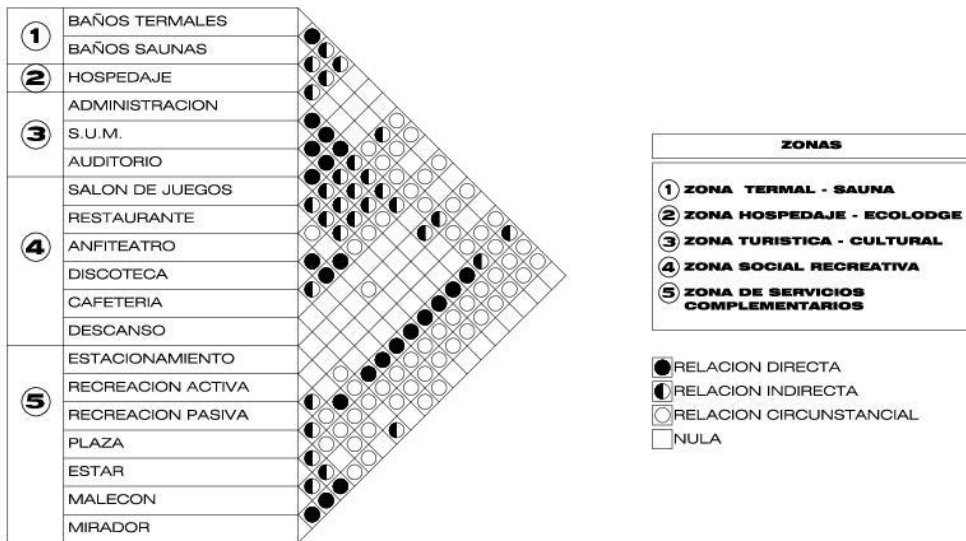 1
BAÑOS TERMALES
BAÑOS SAUNAS
2
HOSPEDAJE
3
ADMINISTRACION
S.U.M.
AUDITORIO
4
SALON DE JUEGOS
RESTAURANTE
ANFITEATRO
DISCOTECA
CAFETERIA
DESCANSO
5
ESTACIONAMIENTO
RECREACION ACTIVA
RECREACION PASIVA
PLAZA
ESTAR
MALECON
MIRADOR
ZONAS
1 ZONA TERMAL - SAUNA
2 ZONA HOSPEDAJE - ECOLODGE
3 ZONA TURISTICA - CULTURAL
4 ZONA SOCIAL RECREATIVA
5 ZONA DE SERVICIOS
COMPLEMENTARIOS
RELACION DIRECTA
RELACION INDIRECTA
RELACION CIRCUNSTANCIAL
NULA